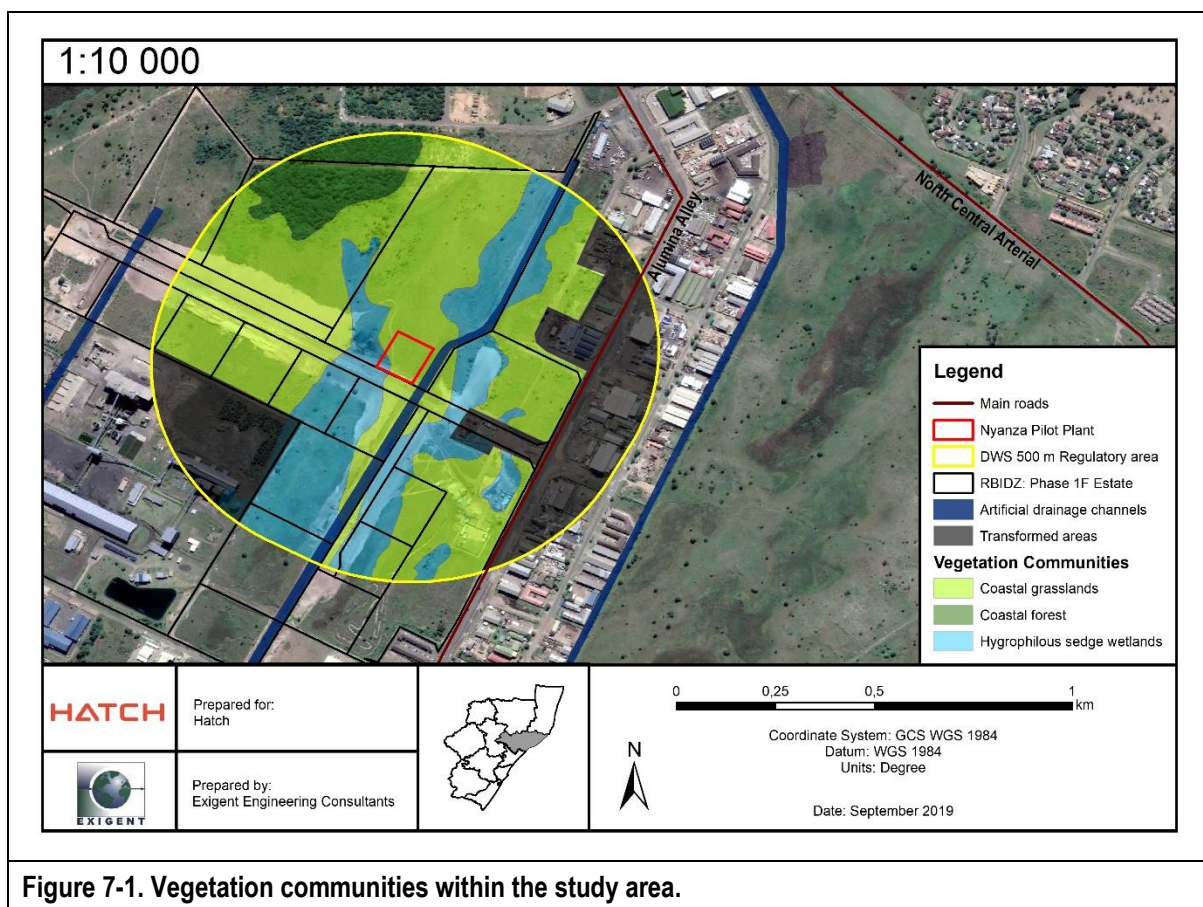 1:10 000
Alumina Alley
North Central Arterial
Legend
Main roads
Nyanza Pilot Plant
DWS 500 m Regulatory area
RBIDZ: Phase 1F Estate
Artificial drainage channels
Transformed areas
Vegetation Communities
Coastal grasslands
Coastal forest
Hygrophilous sedge wetlands
HATCH
Prepared for:
Hatch
EXIGENT
Prepared by:
Exigent Engineering Consultants
N
0 0,25 0,5 1
km
Coordinate System: GCS WGS 1984
Datum: WGS 1984
Units: Degree
Date: September 2019
Figure 7-1. Vegetation communities within the study area.